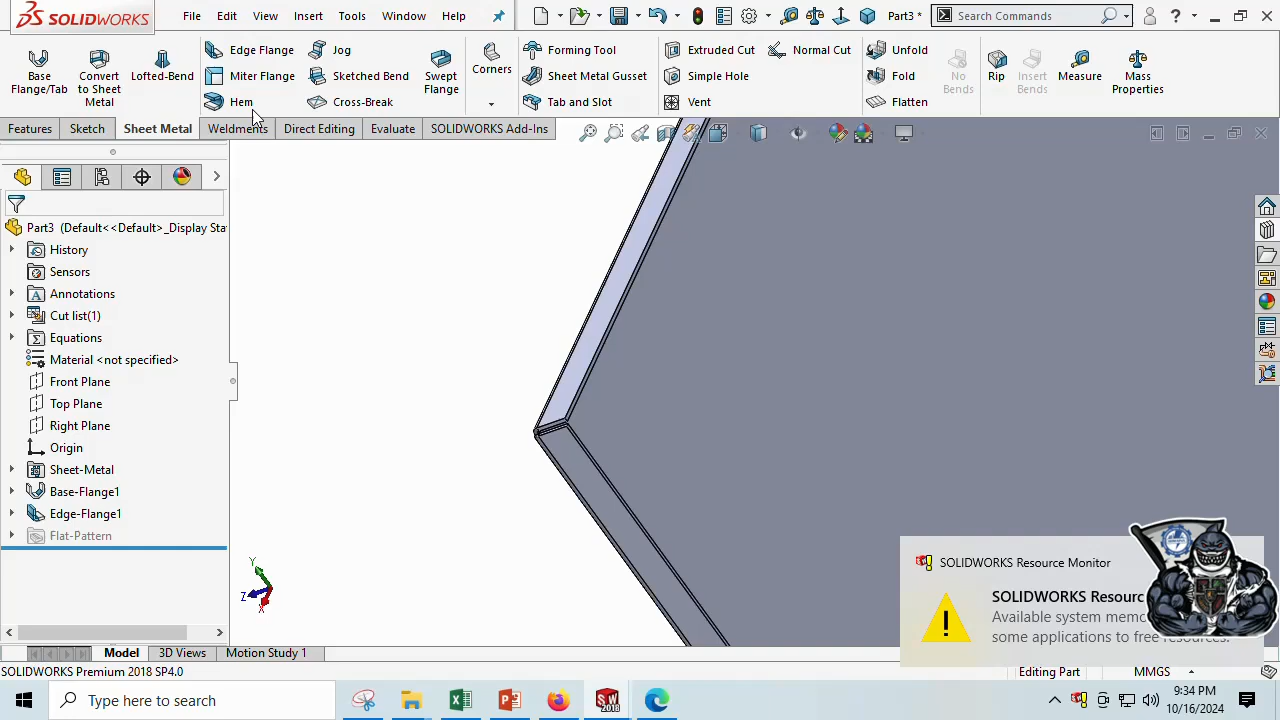 SOLIDWORKS File Edit View Insert Tools Window Help Part3 * Search Commands
Base Flange/Tab
Convert to Sheet Metal
Lofted-Bend
Edge Flange
Miter Flange
Hem
Jog
Sketched Bend
Cross-Break
Swept Flange
Corners
Forming Tool
Sheet Metal Gusset
Tab and Slot
Extruded Cut
Simple Hole
Vent
Normal Cut
Unfold
Fold
Flatten
No Bends
Rip
Insert Bends
Measure
Mass Properties
Features Sketch Sheet Metal Weldments Direct Editing Evaluate SOLIDWORKS Add-Ins
Part3 (Default<<Default>_Display Sta
History
Sensors
Annotations
Cut list(1)
Equations
Material <not specified>
Front Plane
Top Plane
Right Plane
Origin
Sheet-Metal
Base-Flange1
Edge-Flange1
Flat-Pattern
Y
Z
X
SOLIDWORKS Resource Monitor
SOLIDWORKS Resourc
Available system memo
some applications to free resources.
Model 3D Views Motion Study 1
SOLIDWORKS Premium 2018 SP4.0 Editing Part MMGS
Type here to search
SW
2018
9:34 PM
10/16/2024